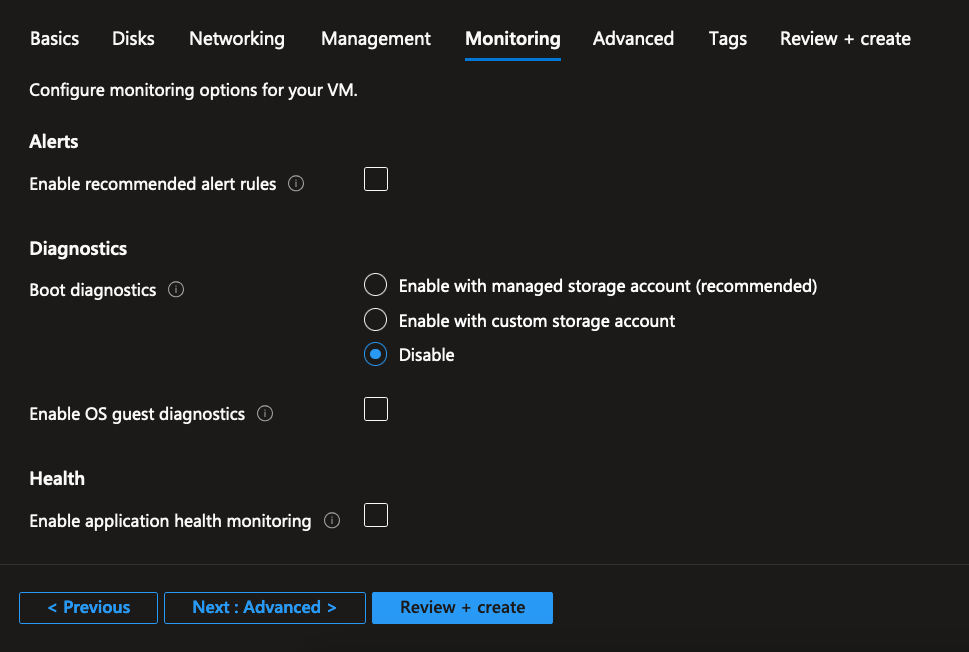 Basics Disks Networking Management Monitoring Advanced Tags Review + create
Configure monitoring options for your VM.
Alerts
Enable recommended alert rules
Diagnostics
Boot diagnostics
Enable with managed storage account (recommended)
Enable with custom storage account
Disable
Enable OS guest diagnostics
Health
Enable application health monitoring
< Previous Next : Advanced > Review + create